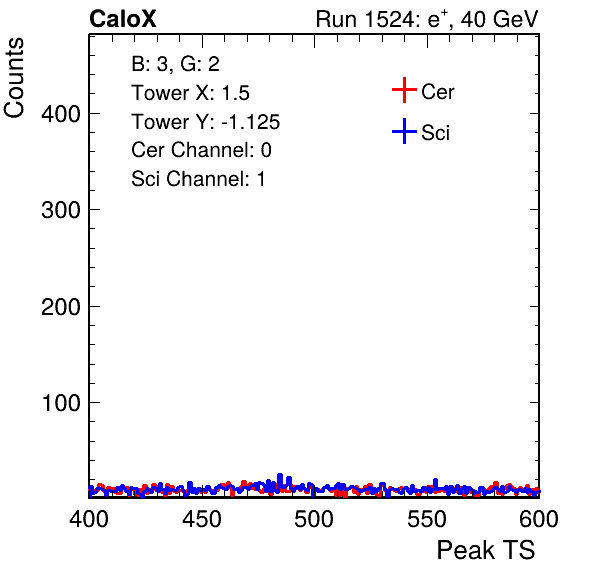 CaloX Run 1524: e⁺, 40 GeV
Counts
B: 3, G: 2
Tower X: 1.5
Tower Y: -1.125
Cer Channel: 0
Sci Channel: 1
Cer
Sci
400
300
200
100
400 450 500 550 600
Peak TS